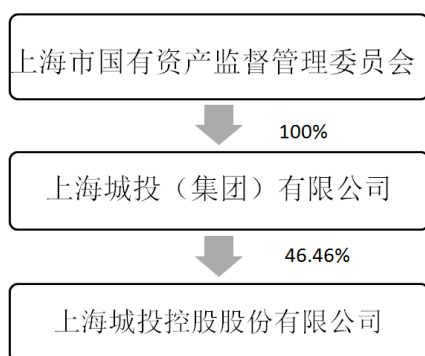 上海市国有资产监督管理委员会
100%
上海城投（集团）有限公司
46.46%
上海城投控股股份有限公司